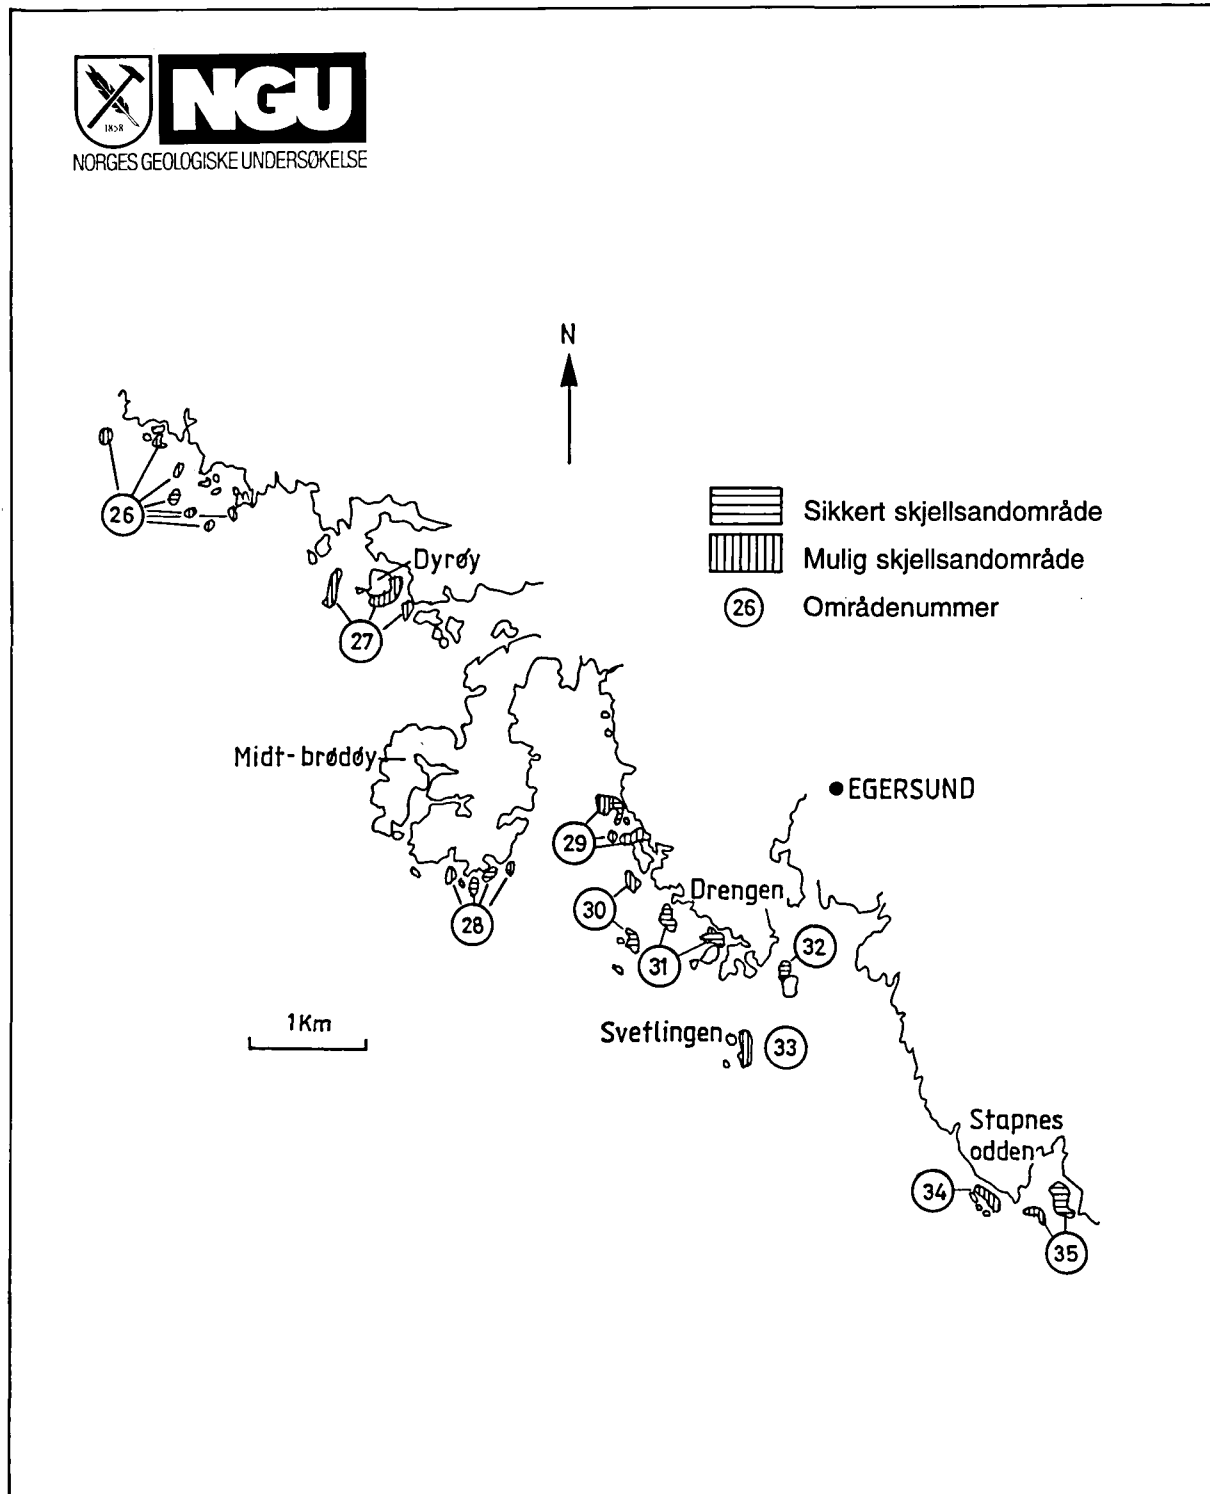 1858
NGU
NORGES GEOLOGISKE UNDERSØKELSE
N
Sikkert skjellsandområde
Mulig skjellsandområde
26 Områdenummer
26
Dyrøy
27
Midt-brødøy
EGERSUND
29
Drengen
30
28
32
31
1Km
Svetlingen
33
Stapnes
odden
34
35